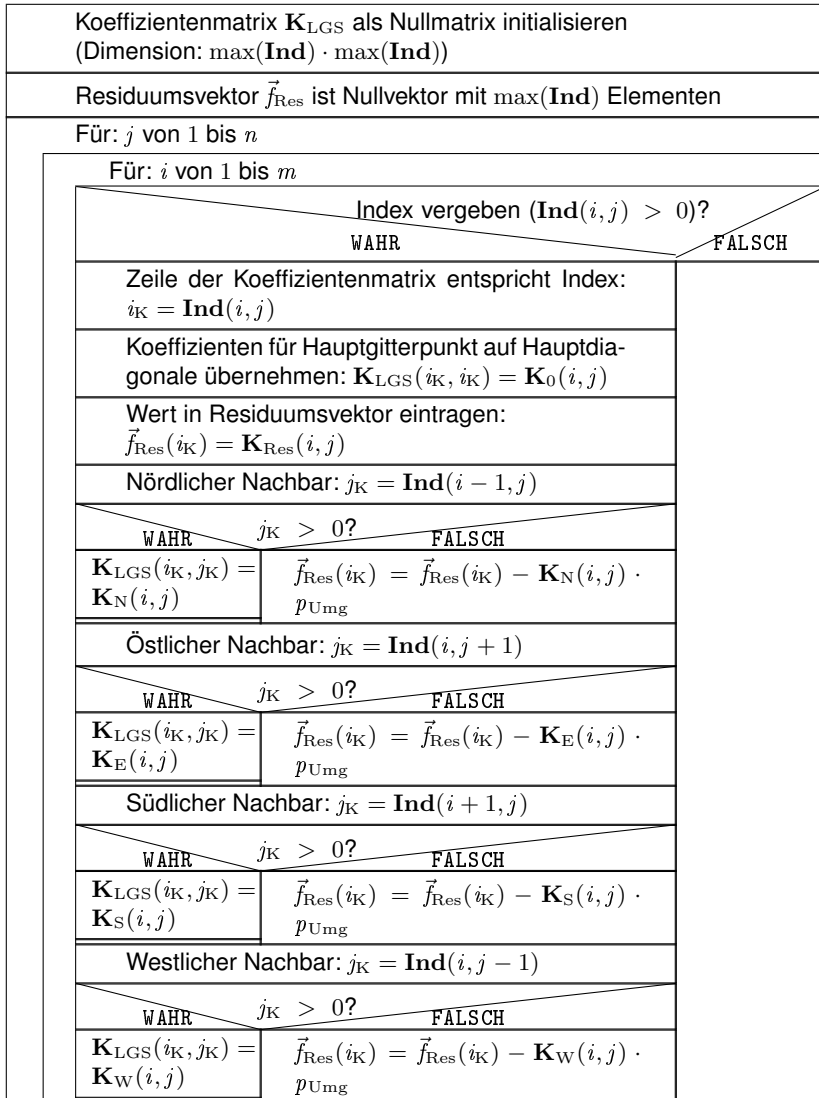 Koeffizientenmatrix K_LGS als Nullmatrix initialisieren
(Dimension: max(Ind) · max(Ind))
Residuumsvektor f⃗_Res ist Nullvektor mit max(Ind) Elementen
Für: j von 1 bis n
Für: i von 1 bis m
Index vergeben (Ind(i, j) > 0)?
WAHR FALSCH
Zeile der Koeffizientenmatrix entspricht Index:
i_K = Ind(i, j)
Koeffizienten für Hauptgitterpunkt auf Hauptdia-
gonale übernehmen: K_LGS(i_K, i_K) = K_0(i, j)
Wert in Residuumsvektor eintragen:
f⃗_Res(i_K) = K_Res(i, j)
Nördlicher Nachbar: j_K = Ind(i − 1, j)
j_K > 0?
WAHR FALSCH
K_LGS(i_K, j_K) =
K_N(i, j)
f⃗_Res(i_K) = f⃗_Res(i_K) − K_N(i, j) ·
p_Umg
Östlicher Nachbar: j_K = Ind(i, j + 1)
j_K > 0?
WAHR FALSCH
K_LGS(i_K, j_K) =
K_E(i, j)
f⃗_Res(i_K) = f⃗_Res(i_K) − K_E(i, j) ·
p_Umg
Südlicher Nachbar: j_K = Ind(i + 1, j)
j_K > 0?
WAHR FALSCH
K_LGS(i_K, j_K) =
K_S(i, j)
f⃗_Res(i_K) = f⃗_Res(i_K) − K_S(i, j) ·
p_Umg
Westlicher Nachbar: j_K = Ind(i, j − 1)
j_K > 0?
WAHR FALSCH
K_LGS(i_K, j_K) =
K_W(i, j)
f⃗_Res(i_K) = f⃗_Res(i_K) − K_W(i, j) ·
p_Umg